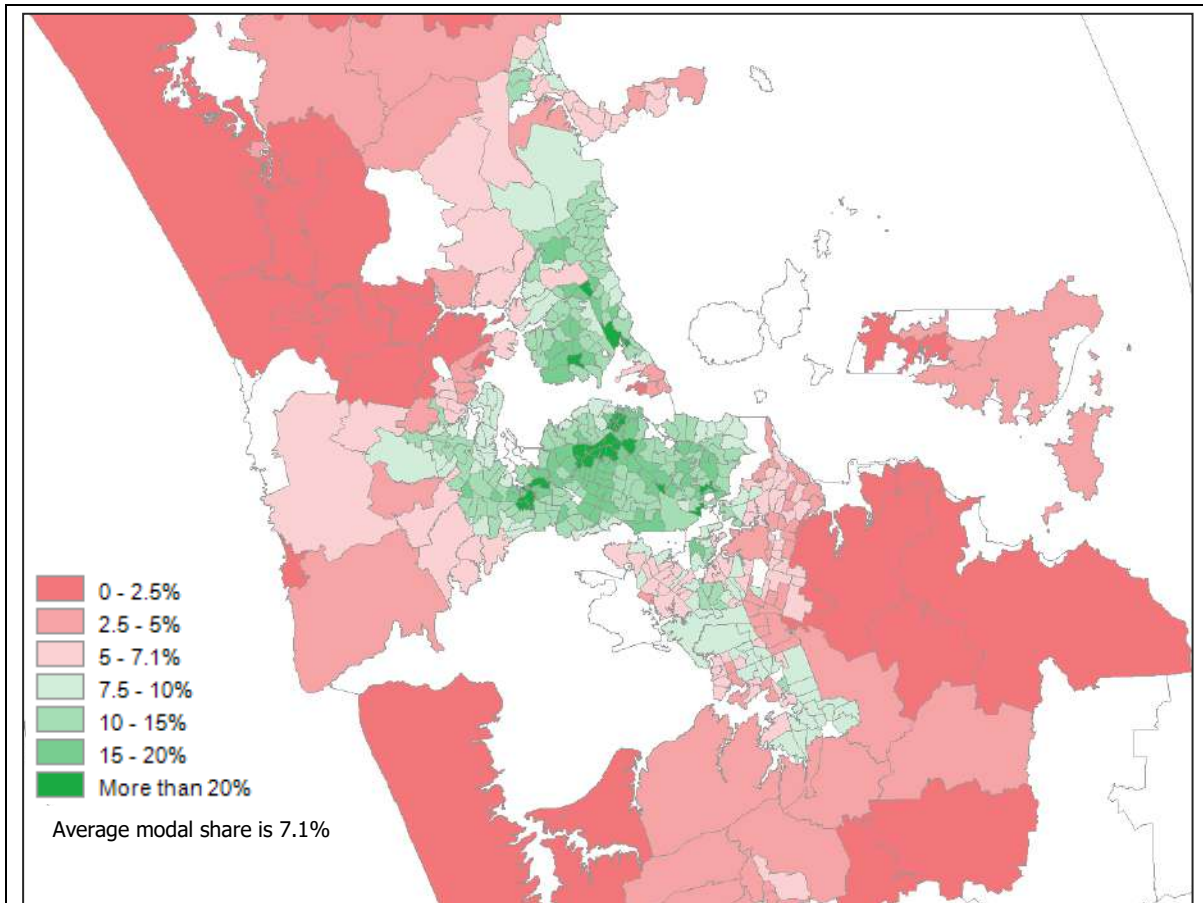 0 - 2.5%
2.5 - 5%
5 - 7.1%
7.5 - 10%
10 - 15%
15 - 20%
More than 20%
Average modal share is 7.1%